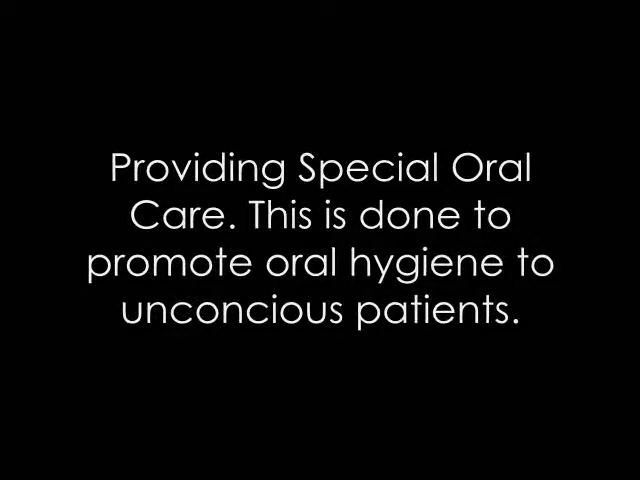 Providing Special Oral
Care. This is done to
promote oral hygiene to
unconcious patients.